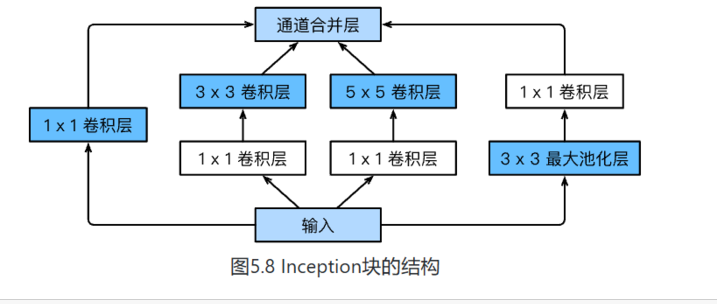 通道合并层
3 x 3 卷积层
5 x 5 卷积层
1 x 1 卷积层
1 x 1 卷积层
1 x 1 卷积层
1 x 1 卷积层
3 x 3 最大池化层
输入
图5.8 Inception块的结构